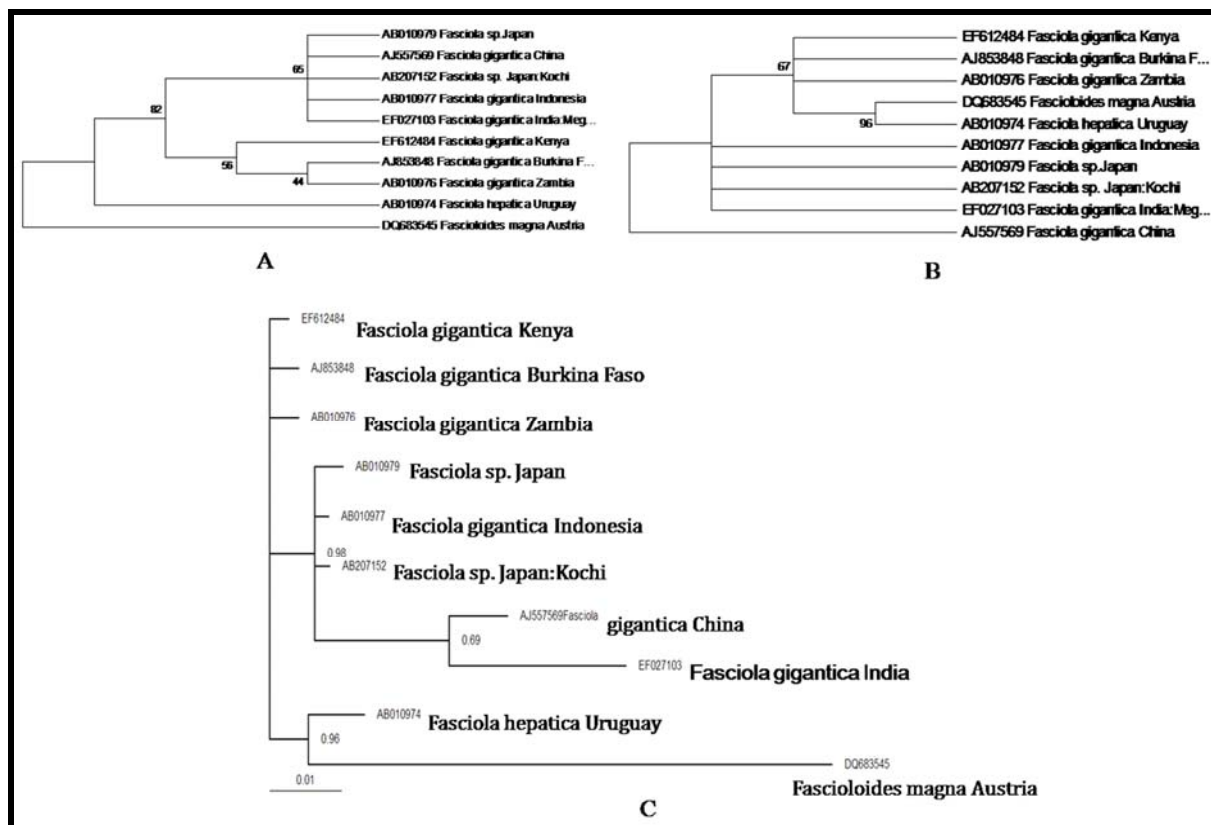 AB010979 Fasciola sp.Japan
AJ557569 Fasciola gigantica China
65
AB207152 Fasciola sp. Japan:Kochi
AB010977 Fasciola gigantica Indonesia
82
EF027103 Fasciola gigantica India:Meg...
EF612484 Fasciola gigantica Kenya
56
AJ853848 Fasciola gigantica Burkina F...
44
AB010976 Fasciola gigantica Zambia
AB010974 Fasciola hepatica Uruguay
DQ683545 Fascioloides magna Austria
A
EF612484 Fasciola gigantica Kenya
67
AJ853848 Fasciola gigantica Burkina F...
AB010976 Fasciola gigantica Zambia
DQ683545 Fascioloides magna Austria
96
AB010974 Fasciola hepatica Uruguay
AB010977 Fasciola gigantica Indonesia
AB010979 Fasciola sp.Japan
AB207152 Fasciola sp. Japan:Kochi
EF027103 Fasciola gigantica India:Meg...
AJ557569 Fasciola gigantica China
B
EF612484 Fasciola gigantica Kenya
AJ853848 Fasciola gigantica Burkina Faso
AB010976 Fasciola gigantica Zambia
AB010979 Fasciola sp. Japan
AB010977 Fasciola gigantica Indonesia
0.98
AB207152 Fasciola sp. Japan:Kochi
AJ557569Fasciola gigantica China
0.69
EF027103 Fasciola gigantica India
AB010974 Fasciola hepatica Uruguay
0.96
DQ683545
Fascioloides magna Austria
0.01
C